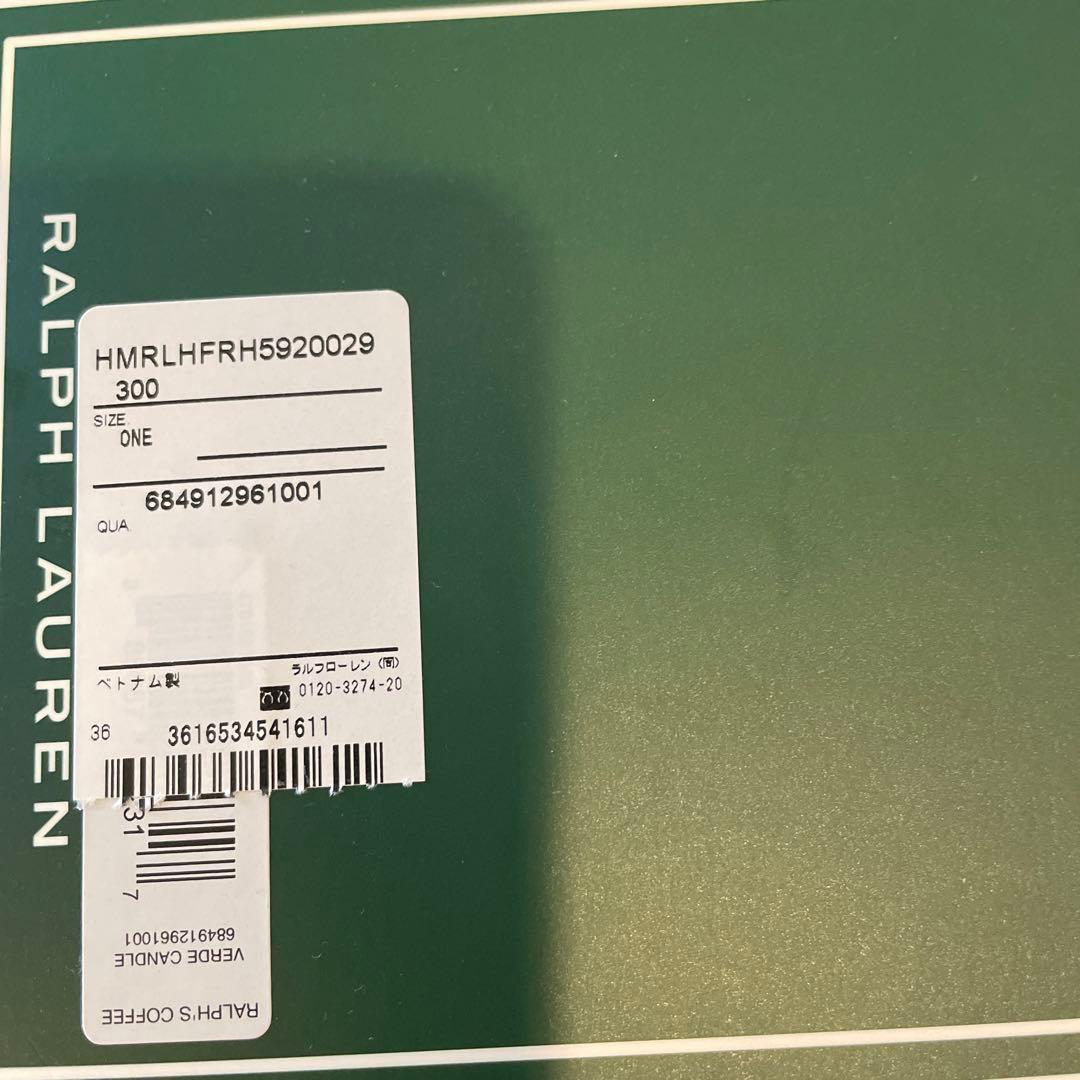 RALPH LAUREN
HMRLHFRH5920029
300
SIZE.
ONE
684912961001
QUA.
ラルフローレン(同)
ベトナム製
0120-3274-20
36
3616534541611
31
7
684912961001
VERDE CANDLE
RALPH'S COFFEE